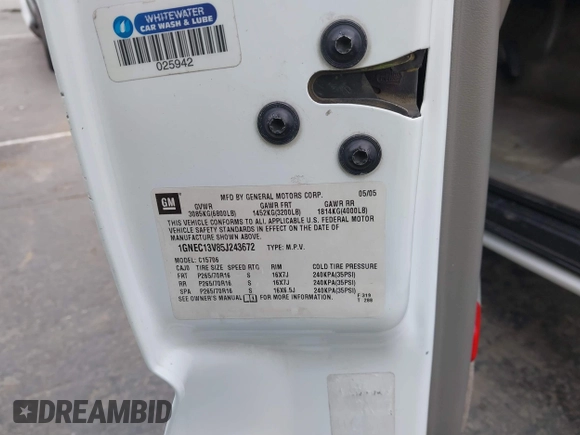 WHITEWATER
CAR WASH & LUBE
025942
GM
MFD BY GENERAL MOTORS CORP. 05/05
GVWR GAWR FRT GAWR RR
3085KG(6800LB) 1452KG(3200LB) 1814KG(4000LB)
THIS VEHICLE CONFORMS TO ALL APPLICABLE U.S. FEDERAL MOTOR
VEHICLE SAFETY STANDARDS IN EFFECT ON THE DATE OF
MANUFACTURE SHOWN ABOVE.
1GNEC13V85J243672 TYPE: M.P.V.
MODEL: C15706
CAJ0 TIRE SIZE SPEED RTG RIM COLD TIRE PRESSURE
FRT P265/70R16 S 16X7J 240KPA(35PSI)
RR P265/70R16 S 16X7J 240KPA(35PSI)
SPA P265/70R16 S 16X6.5J 240KPA(35PSI)
SEE OWNER'S MANUAL FOR MORE INFORMATION. F:319
T:209
DREAMBID